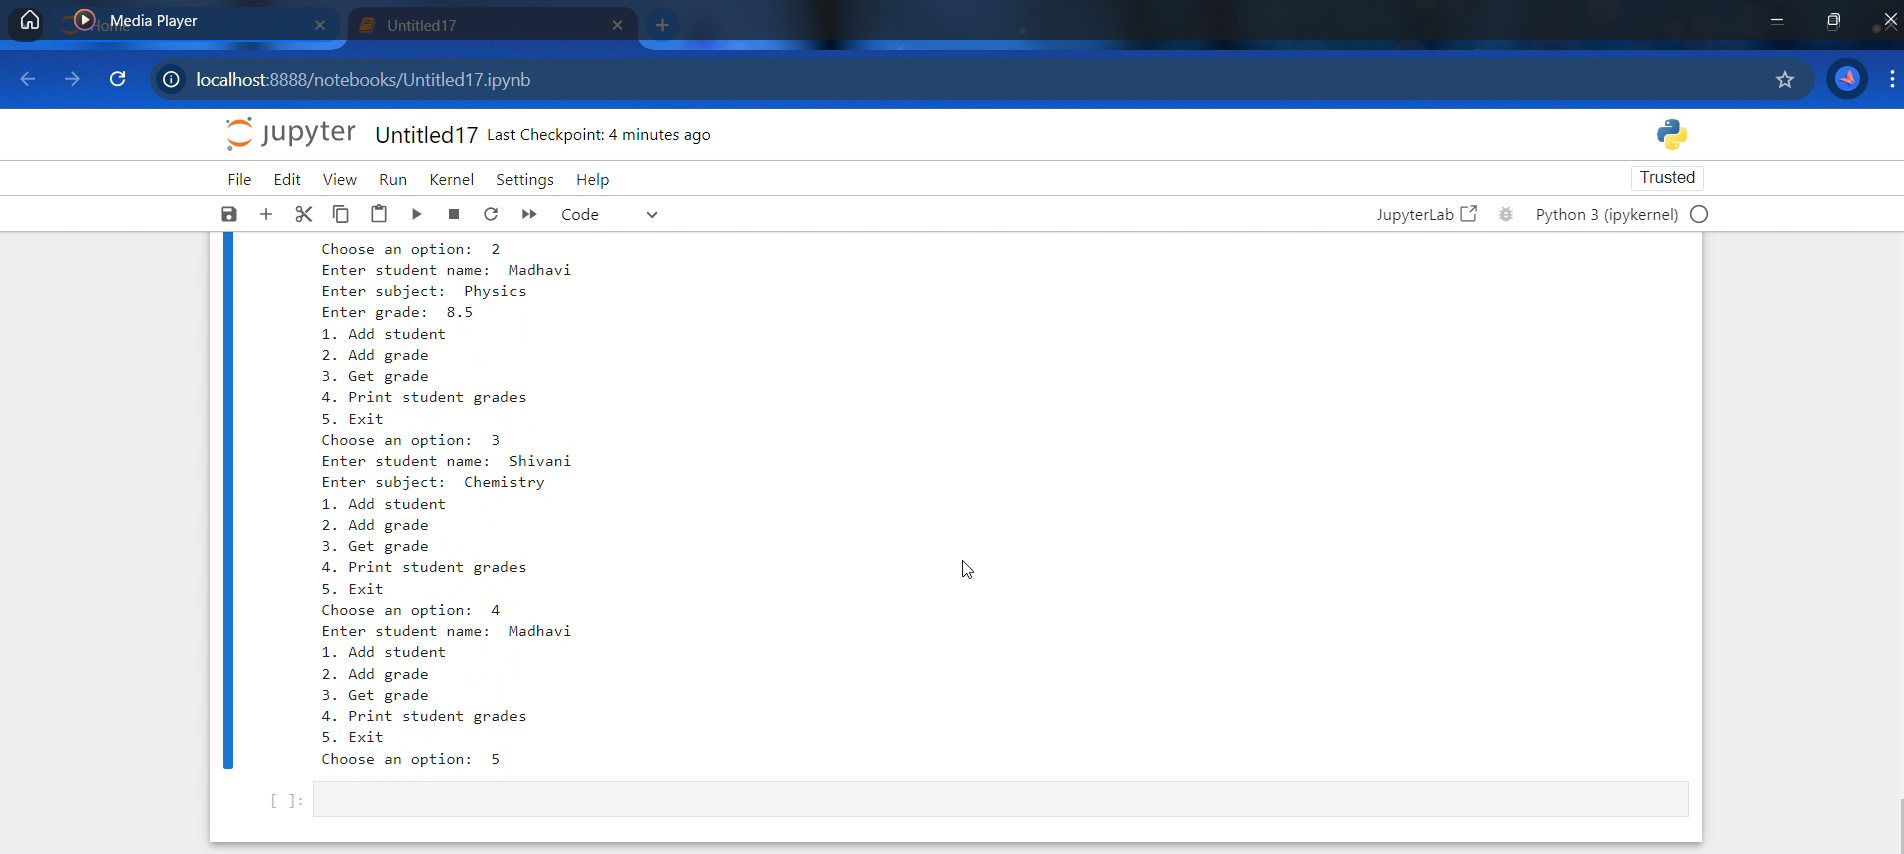 Media Player
Home
Untitled17
localhost:8888/notebooks/Untitled17.ipynb
jupyter Untitled17 Last Checkpoint: 4 minutes ago
File Edit View Run Kernel Settings Help
Trusted
Code
JupyterLab
Python 3 (ipykernel)
Choose an option: 2
Enter student name: Madhavi
Enter subject: Physics
Enter grade: 8.5
1. Add student
2. Add grade
3. Get grade
4. Print student grades
5. Exit
Choose an option: 3
Enter student name: Shivani
Enter subject: Chemistry
1. Add student
2. Add grade
3. Get grade
4. Print student grades
5. Exit
Choose an option: 4
Enter student name: Madhavi
1. Add student
2. Add grade
3. Get grade
4. Print student grades
5. Exit
Choose an option: 5
[ ]: